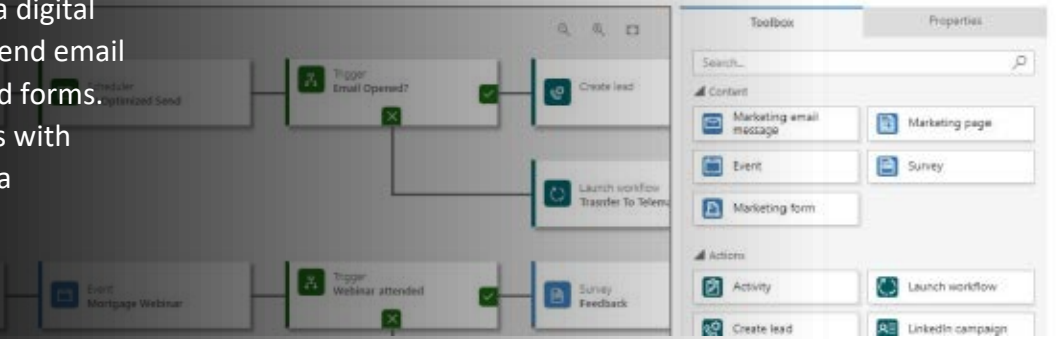 a digital
end email
d forms.
s with
a
Scheduler
Optimized Send
Trigger
Email Opened?
Create lead
Launch workflow
Trasnfer To Telem
Event
Mortgage Webinar
Trigger
Webinar attended
Survey
Feedback
Toolbox
Properties
Search...
Content
Marketing email
message
Marketing page
Event
Survey
Marketing form
Actions
Activity
Launch workflow
Create lead
LinkedIn campaign